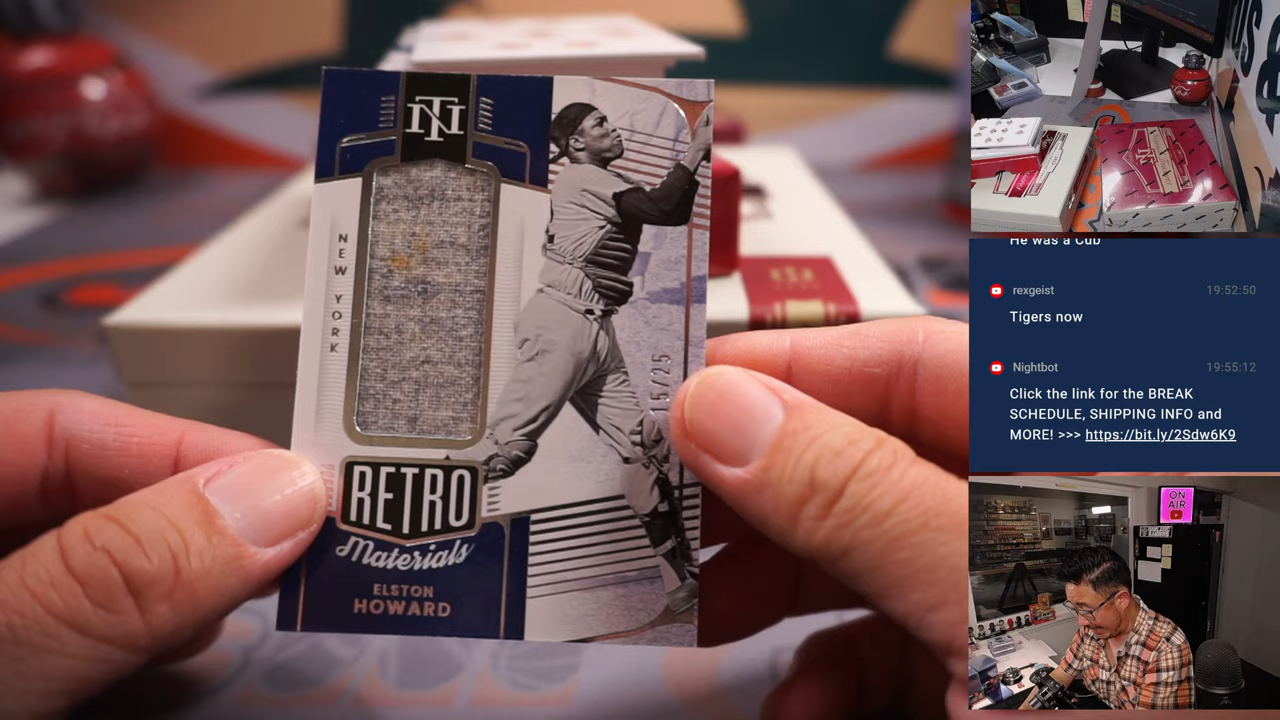 NT
NEW YORK
15/25
RETRO
Materials
ELSTON
HOWARD
US
NT
He was a Cub
rexgeist 19:52:50
Tigers now
Nightbot 19:55:12
Click the link for the BREAK
SCHEDULE, SHIPPING INFO and
MORE! >>> https://bit.ly/2Sdw6K9
ON
AIR